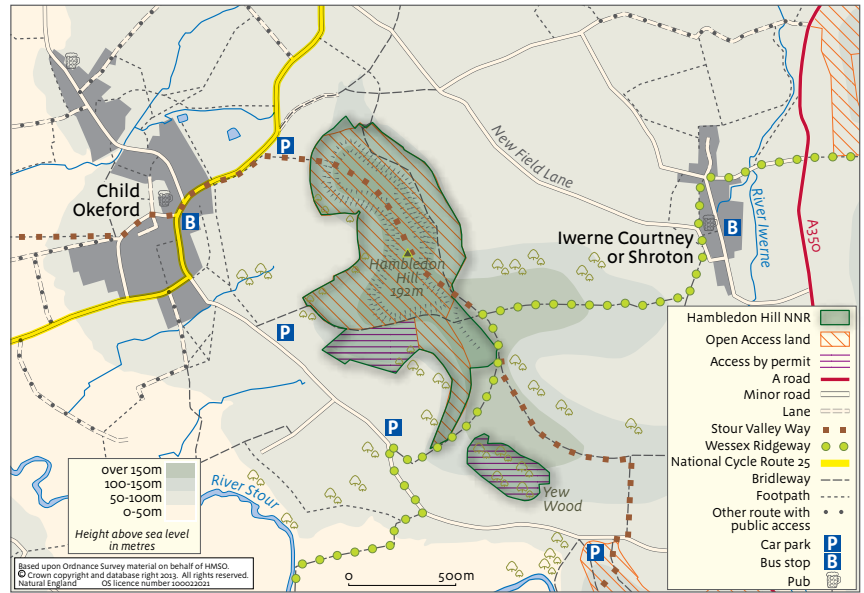 New Field Lane
Child
Okeford
P
B
Hambledon
Hill
192m
Iwerne Courtney
or Shroton
B
River Iwerne
A350
P
P
River Stour
Yew
Wood
P
over 150m
100-150m
50-100m
0-50m
Height above sea level
in metres
Based upon Ordnance Survey material on behalf of HMSO.
© Crown copyright and database right 2013. All rights reserved.
Natural England OS licence number 100022021
0 500m
Hambledon Hill NNR
Open Access land
Access by permit
A road
Minor road
Lane
Stour Valley Way
Wessex Ridgeway
National Cycle Route 25
Bridleway
Footpath
Other route with
public access
Car park P
Bus stop B
Pub